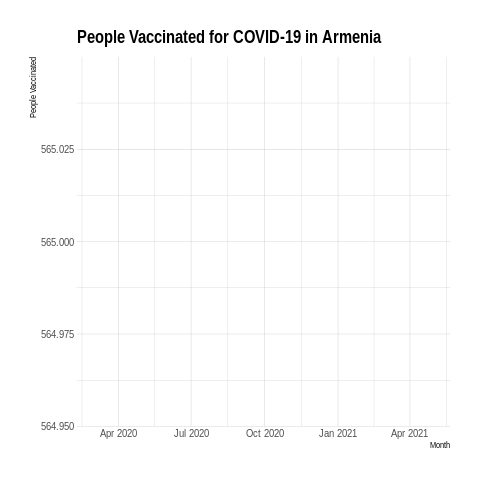 People Vaccinated for COVID-19 in Armenia
People Vaccinated
565.025
565.000
564.975
564.950
Apr 2020 Jul 2020 Oct 2020 Jan 2021 Apr 2021
Month